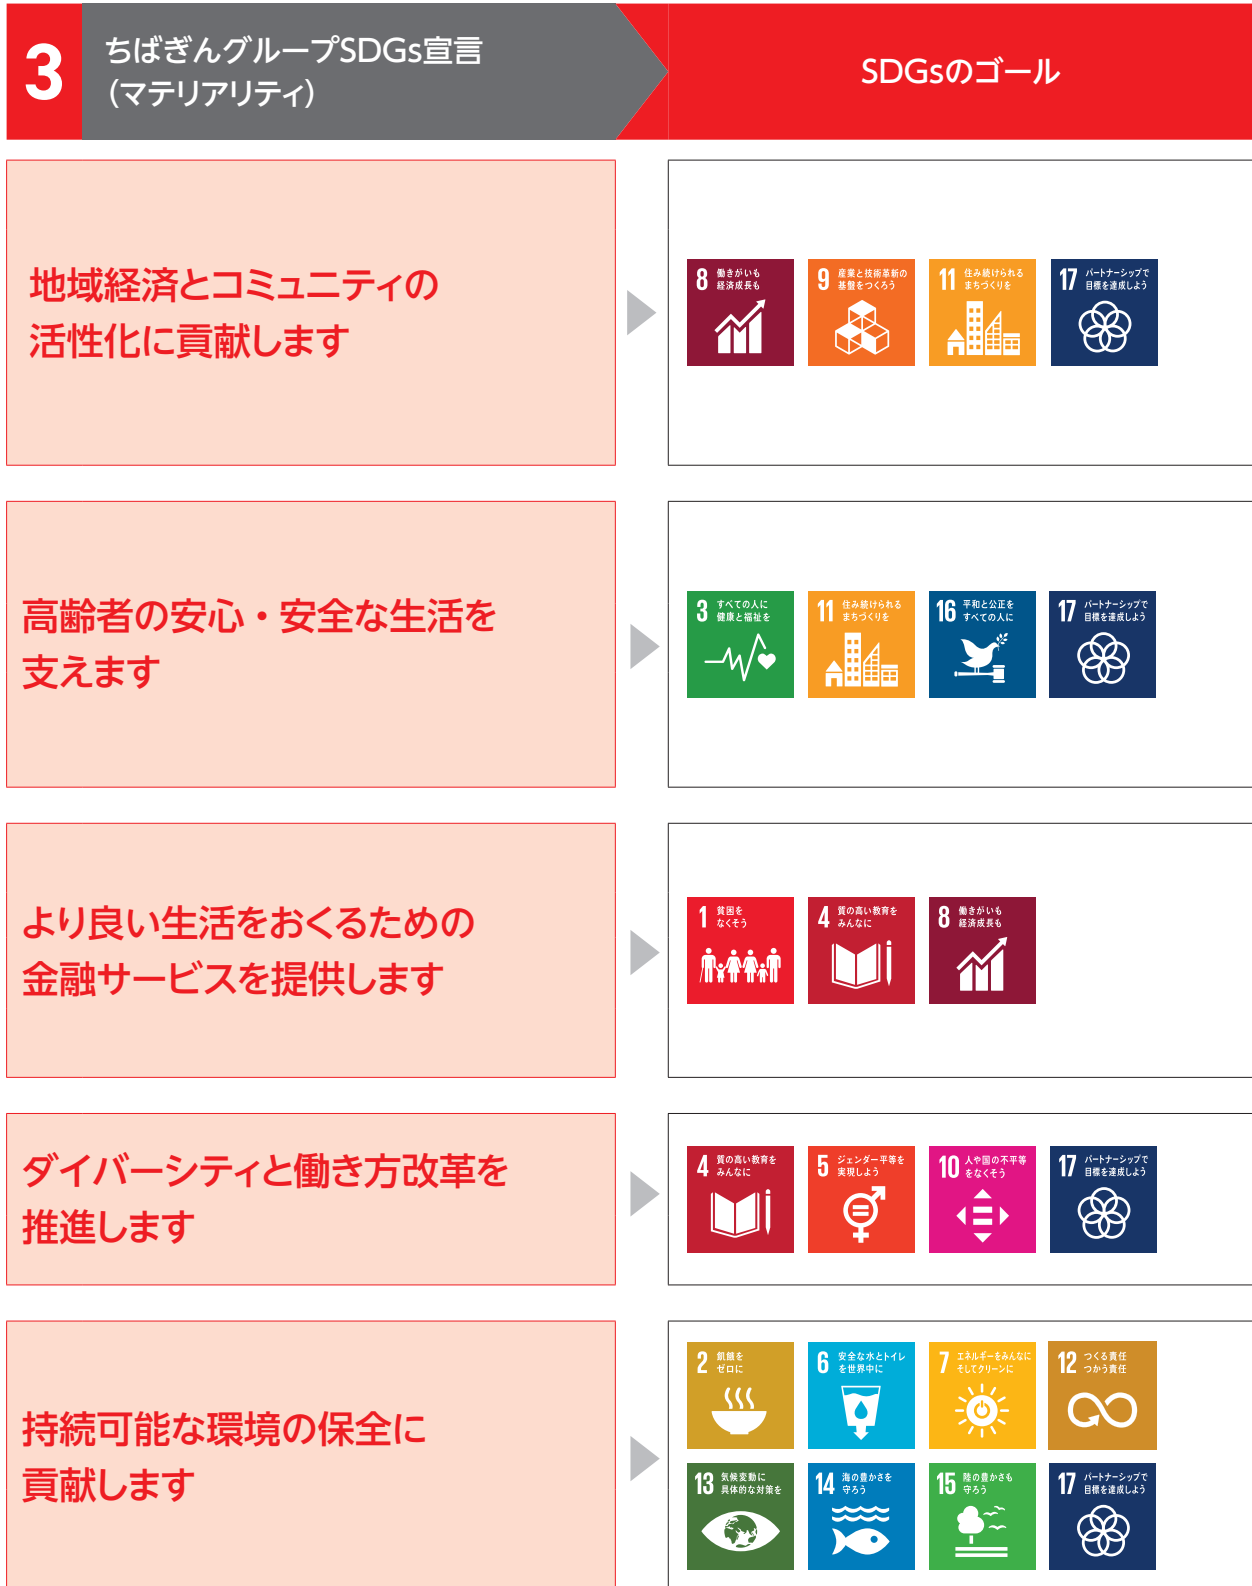 3
ちばぎんグループSDGs宣言
（マテリアリティ）
SDGsのゴール
地域経済とコミュニティの
活性化に貢献します
8 働きがいも
経済成長も
9 産業と技術革新の
基盤をつくろう
11 住み続けられる
まちづくりを
17 パートナーシップで
目標を達成しよう
高齢者の安心・安全な生活を
支えます
3 すべての人に
健康と福祉を
11 住み続けられる
まちづくりを
16 平和と公正を
すべての人に
17 パートナーシップで
目標を達成しよう
より良い生活をおくるための
金融サービスを提供します
1 貧困を
なくそう
4 質の高い教育を
みんなに
8 働きがいも
経済成長も
ダイバーシティと働き方改革を
推進します
4 質の高い教育を
みんなに
5 ジェンダー平等を
実現しよう
10 人や国の不平等
をなくそう
17 パートナーシップで
目標を達成しよう
持続可能な環境の保全に
貢献します
2 飢餓を
ゼロに
6 安全な水とトイレ
を世界中に
7 エネルギーをみんなに
そしてクリーンに
12 つくる責任
つかう責任
13 気候変動に
具体的な対策を
14 海の豊かさを
守ろう
15 陸の豊かさも
守ろう
17 パートナーシップで
目標を達成しよう